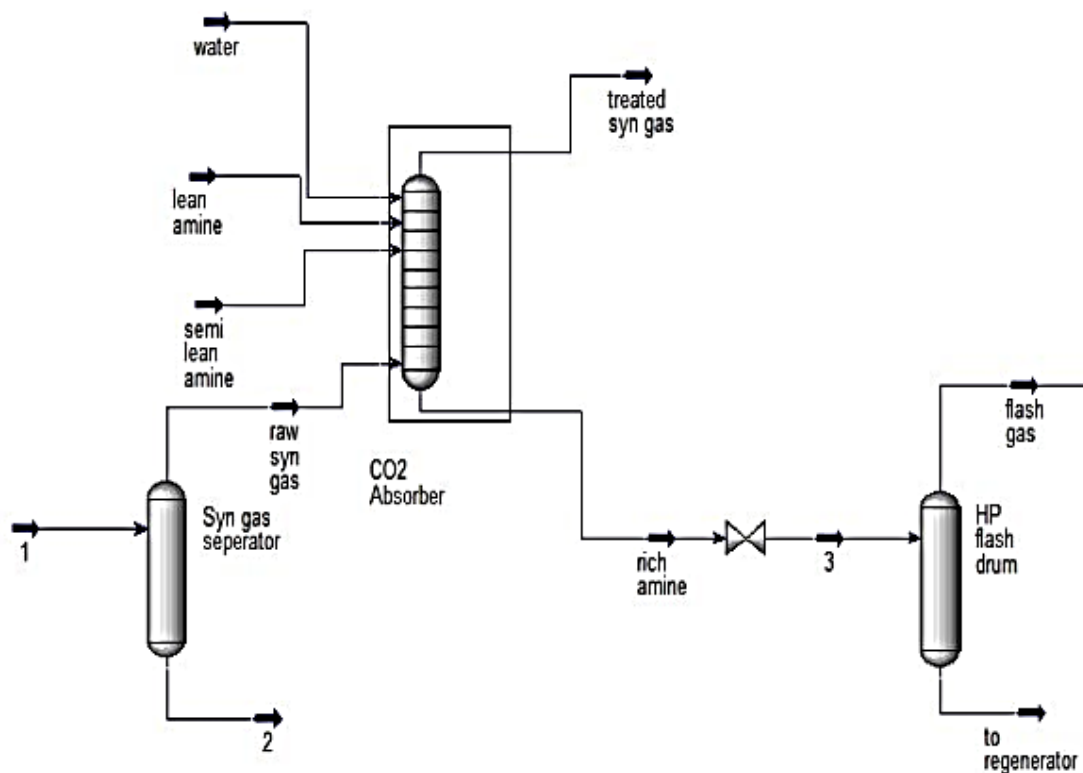 water
treated
syn gas
lean
amine
semi
lean
amine
raw
syn
gas
CO2
Absorber
flash
gas
Syn gas
seperator
HP
flash
drum
1
rich
amine
3
2
to
regenerator